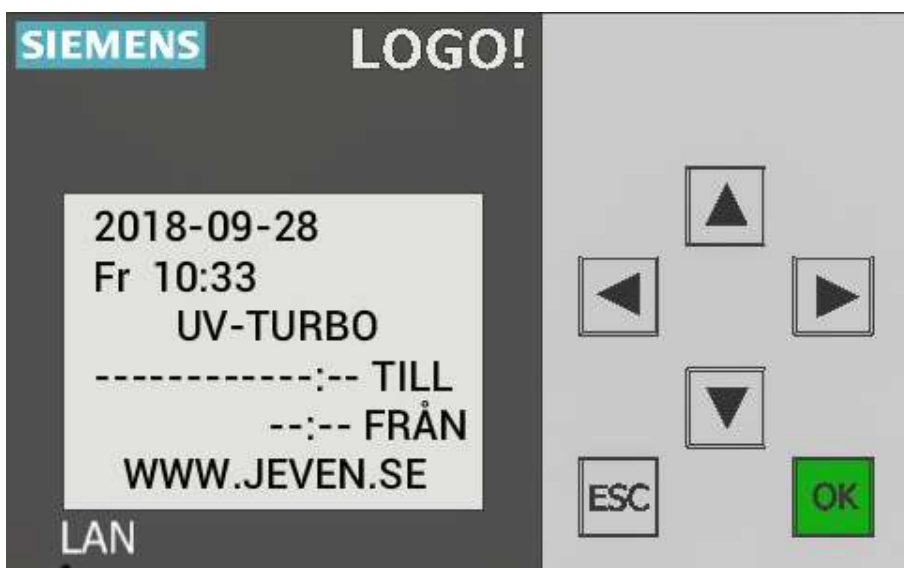 SIEMENS LOGO!
2018-09-28
Fr 10:33
UV-TURBO
------------:-- TILL
--:-- FRÅN
WWW.JEVEN.SE
ESC OK
LAN